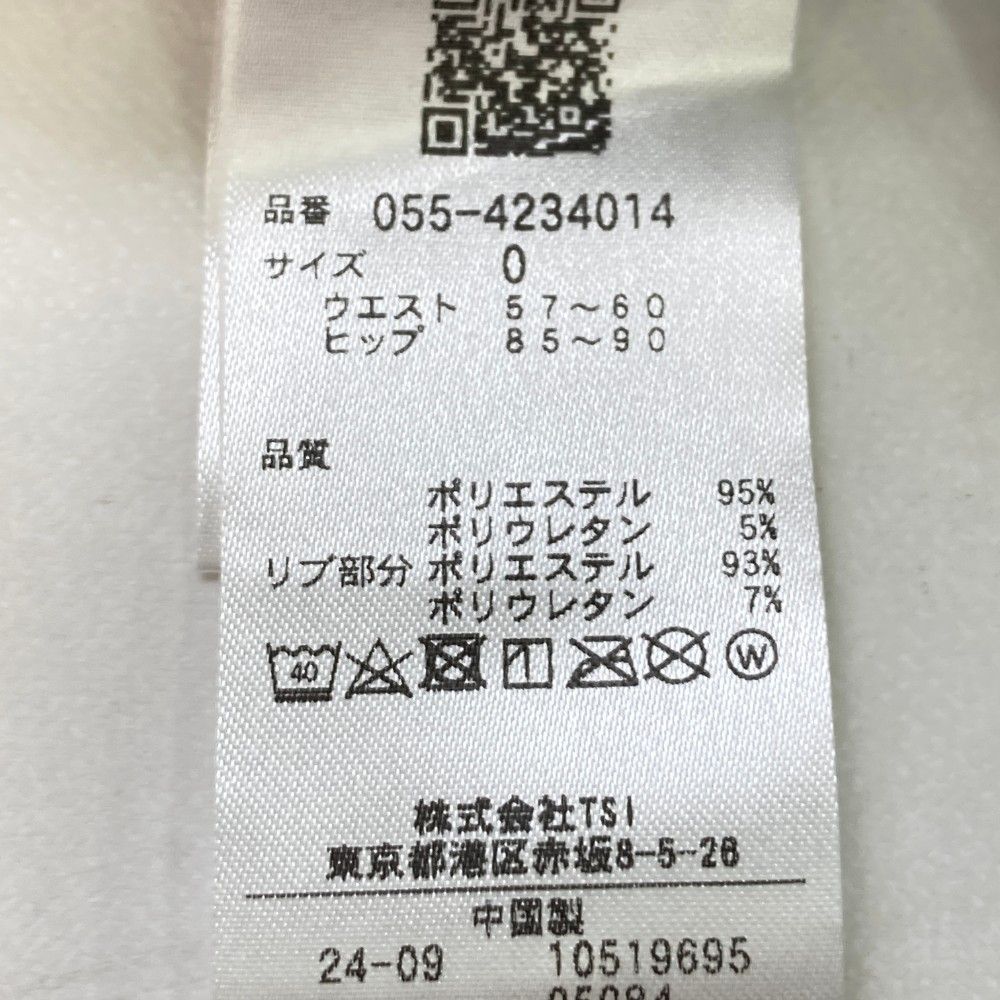 品番 055-4234014
サイズ 0
ウエスト 57～60
ヒップ 85～90
品質
ポリエステル 95%
ポリウレタン 5%
リブ部分 ポリエステル 93%
ポリウレタン 7%
40 W
株式会社TSI
東京都港区赤坂8-5-26
中国製
24-09 10519695